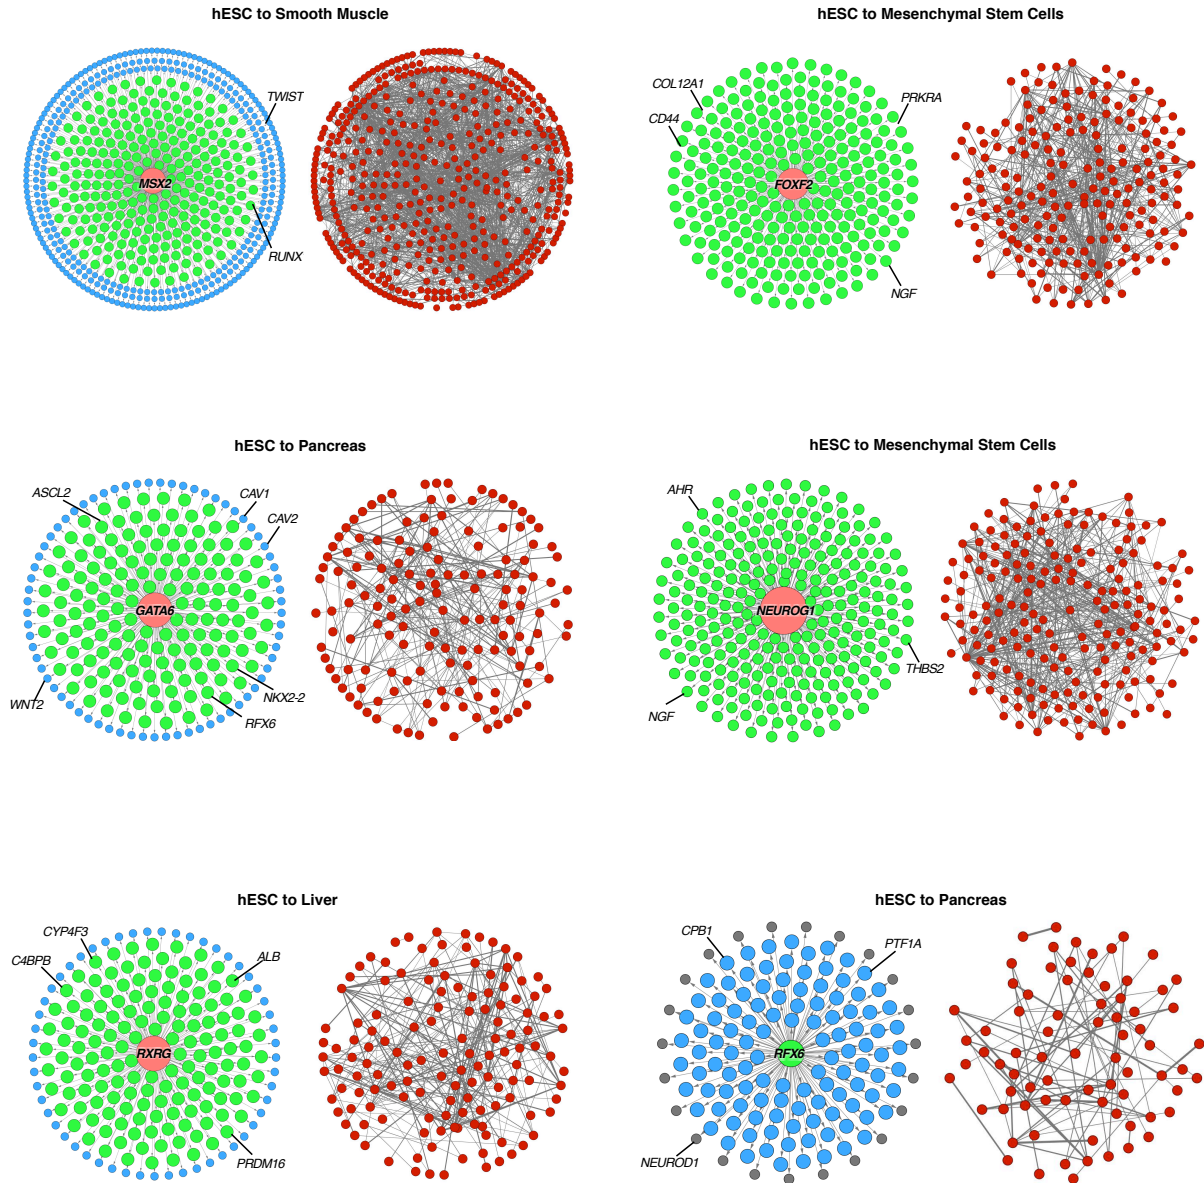 hESC to Smooth Muscle
hESC to Mesenchymal Stem Cells
TWIST
MSX2
RUNX
COL12A1
PRKRA
CD44
FOXF2
NGF
hESC to Pancreas
hESC to Mesenchymal Stem Cells
ASCL2
CAV1
CAV2
GATA6
NKX2-2
WNT2
RFX6
AHR
NEUROG1
THBS2
NGF
hESC to Liver
hESC to Pancreas
CYP4F3
C4BPB
ALB
RXRG
PRDM16
CPB1
PTF1A
RFX6
NEUROD1